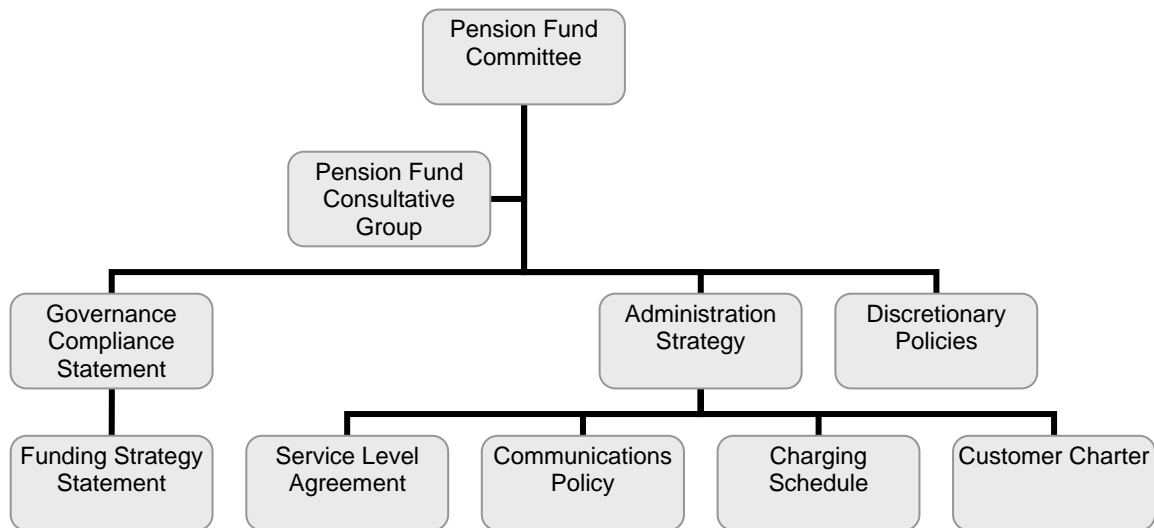 Pension Fund
Committee
Pension Fund
Consultative
Group
Governance
Compliance
Statement
Administration
Strategy
Discretionary
Policies
Funding Strategy
Statement
Service Level
Agreement
Communications
Policy
Charging
Schedule
Customer Charter